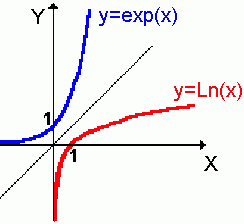 Y
y=exp(x)
y=Ln(x)
1
1
X